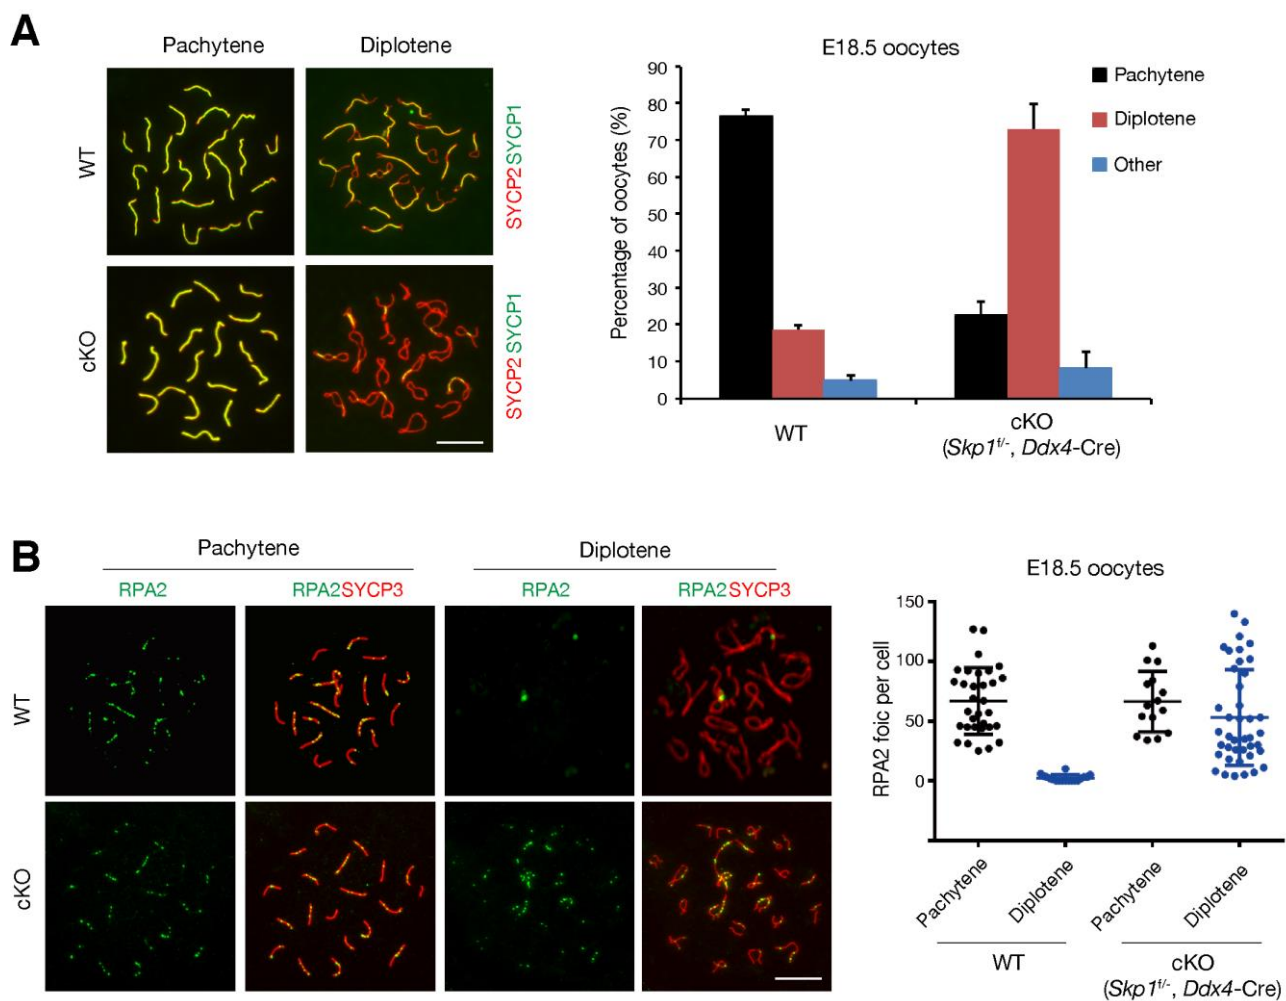 A
Pachytene
Diplotene
WT
SYCP2 SYCP1
cKO
SYCP2 SYCP1
E18.5 oocytes
Percentage of oocytes (%)
90
80
70
60
50
40
30
20
10
0
Pachytene
Diplotene
Other
WT
cKO
(Skp1f/-, Ddx4-Cre)
B
Pachytene
Diplotene
RPA2
RPA2 SYCP3
RPA2
RPA2 SYCP3
WT
cKO
E18.5 oocytes
RPA2 foic per cell
150
100
50
0
Pachytene
Diplotene
Pachytene
Diplotene
WT
cKO
(Skp1f/-, Ddx4-Cre)